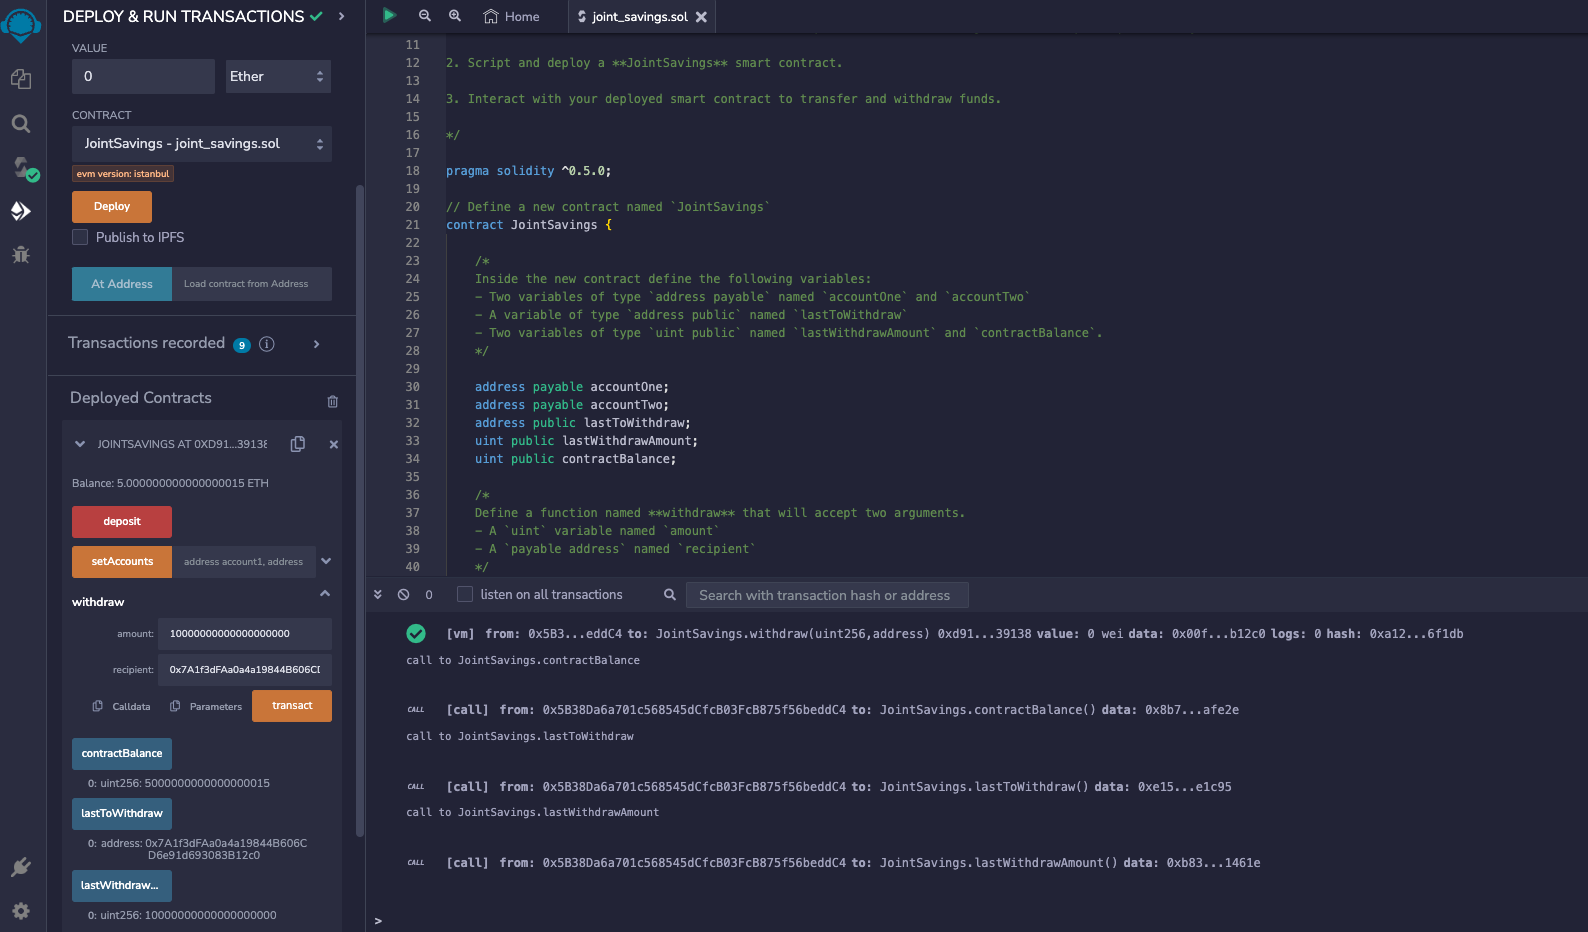 DEPLOY & RUN TRANSACTIONS
VALUE
0
Ether
CONTRACT
JointSavings - joint_savings.sol
evm version: istanbul
Deploy
Publish to IPFS
At Address
Load contract from Address
Transactions recorded 9 i
Deployed Contracts
JOINTSAVINGS AT 0XD91...39138
Balance: 5.000000000000000015 ETH
deposit
setAccounts
address account1, address
withdraw
amount: 10000000000000000000
recipient: 0x7A1f3dFAa0a4a19844B606CD
Calldata
Parameters
transact
contractBalance
0: uint256: 5000000000000000015
lastToWithdraw
0: address: 0x7A1f3dFAa0a4a19844B606C
D6e91d693083B12c0
lastWithdraw...
0: uint256: 10000000000000000000
Home
joint_savings.sol
11
12 2. Script and deploy a **JointSavings** smart contract.
13
14 3. Interact with your deployed smart contract to transfer and withdraw funds.
15
16 */
17
18 pragma solidity ^0.5.0;
19
20 // Define a new contract named `JointSavings`
21 contract JointSavings {
22
23 /*
24 Inside the new contract define the following variables:
25 - Two variables of type `address payable` named `accountOne` and `accountTwo`
26 - A variable of type `address public` named `lastToWithdraw`
27 - Two variables of type `uint public` named `lastWithdrawAmount` and `contractBalance`.
28 */
29
30 address payable accountOne;
31 address payable accountTwo;
32 address public lastToWithdraw;
33 uint public lastWithdrawAmount;
34 uint public contractBalance;
35
36 /*
37 Define a function named **withdraw** that will accept two arguments.
38 - A `uint` variable named `amount`
39 - A `payable address` named `recipient`
40 */
0
listen on all transactions
Search with transaction hash or address
[vm] from: 0x5B3...eddC4 to: JointSavings.withdraw(uint256,address) 0xd91...39138 value: 0 wei data: 0x00f...b12c0 logs: 0 hash: 0xa12...6f1db
call to JointSavings.contractBalance
CALL [call] from: 0x5B38Da6a701c568545dCfcB03FcB875f56beddC4 to: JointSavings.contractBalance() data: 0x8b7...afe2e
call to JointSavings.lastToWithdraw
CALL [call] from: 0x5B38Da6a701c568545dCfcB03FcB875f56beddC4 to: JointSavings.lastToWithdraw() data: 0xe15...e1c95
call to JointSavings.lastWithdrawAmount
CALL [call] from: 0x5B38Da6a701c568545dCfcB03FcB875f56beddC4 to: JointSavings.lastWithdrawAmount() data: 0xb83...1461e
>